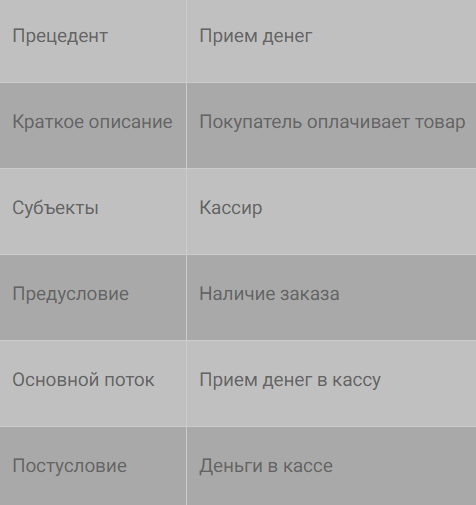 Прецедент Прием денег
Краткое описание Покупатель оплачивает товар
Субъекты Кассир
Предусловие Наличие заказа
Основной поток Прием денег в кассу
Постусловие Деньги в кассе